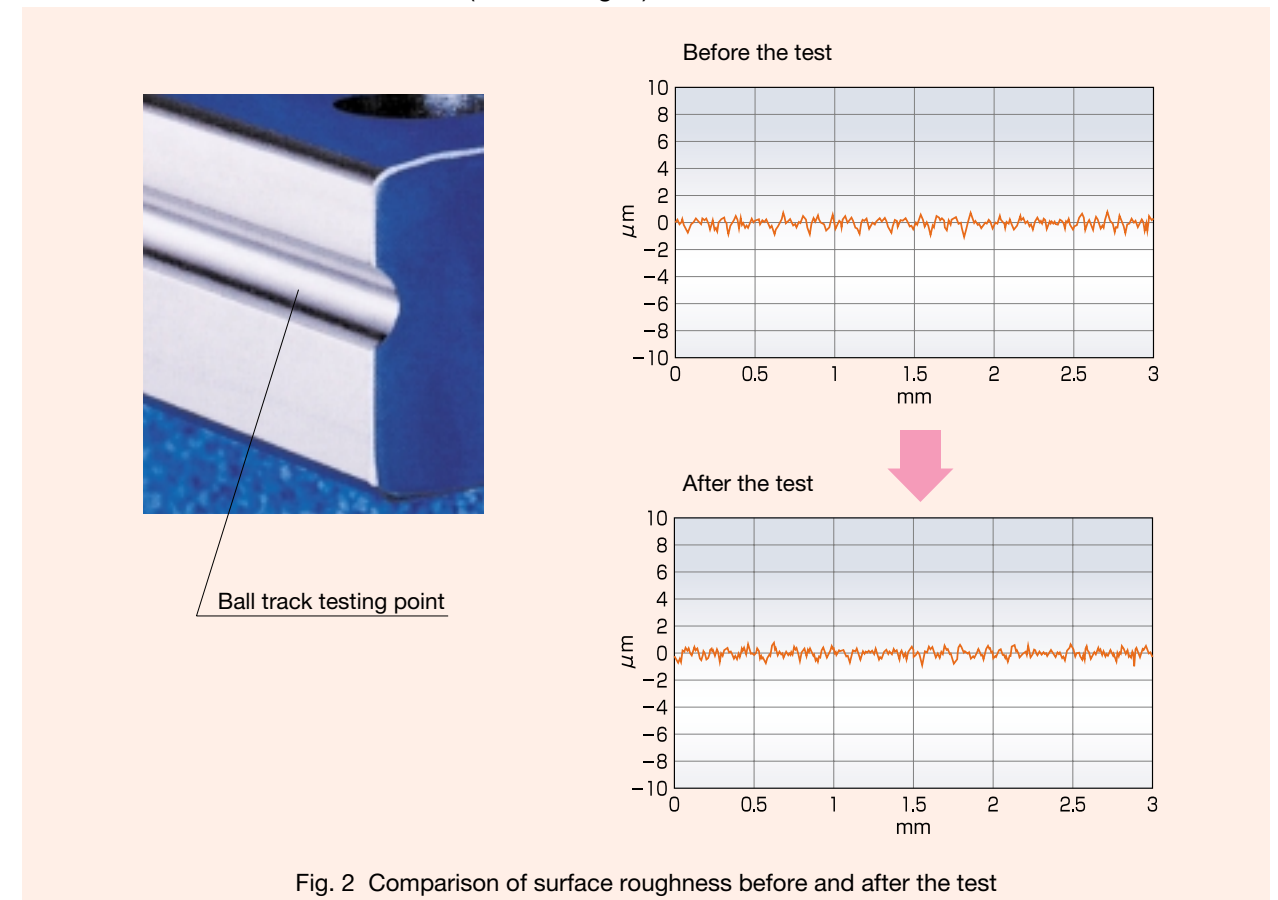 Before the test
10
8
6
4
2
0
−2
−4
−6
−8
−10
μm
0 0.5 1 1.5 2 2.5 3
mm
After the test
10
8
6
4
2
0
−2
−4
−6
−8
−10
μm
0 0.5 1 1.5 2 2.5 3
mm
Ball track testing point
Fig. 2 Comparison of surface roughness before and after the test